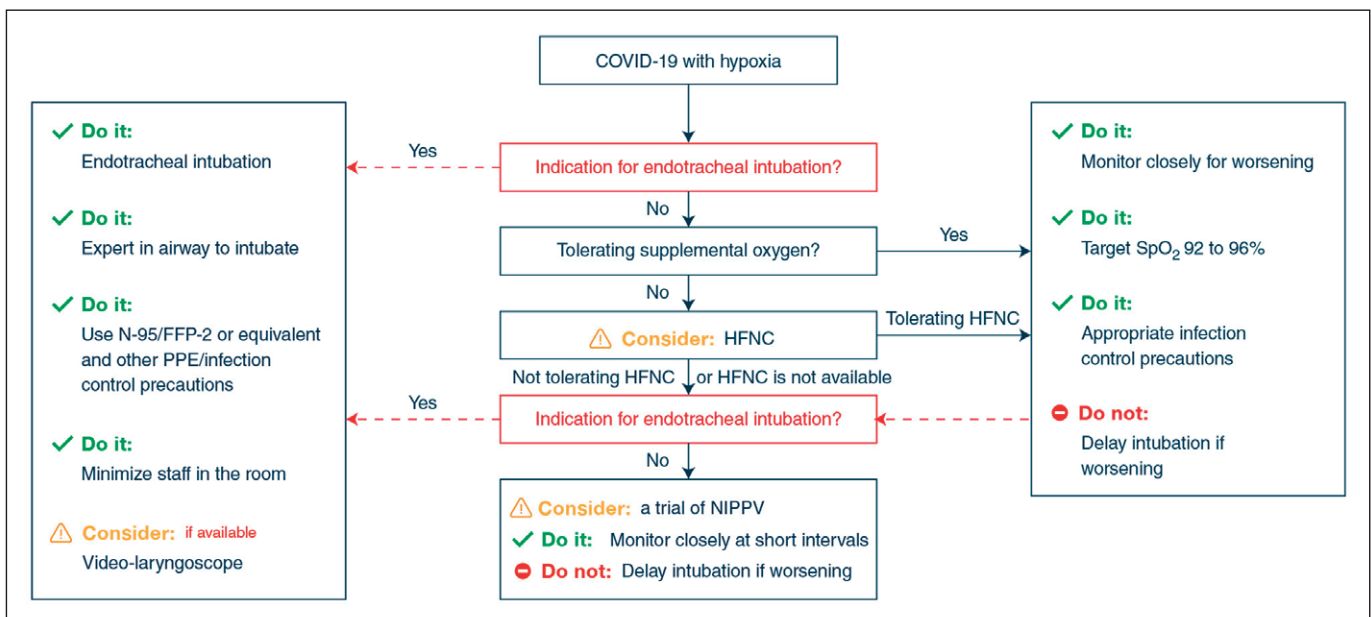 COVID-19 with hypoxia
Indication for endotracheal intubation?
Yes
No
Tolerating supplemental oxygen?
Yes
No
Consider: HFNC
Tolerating HFNC
Not tolerating HFNC or HFNC is not available
Indication for endotracheal intubation?
Yes
No
Consider: a trial of NIPPV
Do it: Monitor closely at short intervals
Do not: Delay intubation if worsening
Do it:
Endotracheal intubation
Do it:
Expert in airway to intubate
Do it:
Use N-95/FFP-2 or equivalent
and other PPE/infection
control precautions
Do it:
Minimize staff in the room
Consider: if available
Video-laryngoscope
Do it:
Monitor closely for worsening
Do it:
Target SpO₂ 92 to 96%
Do it:
Appropriate infection
control precautions
Do not:
Delay intubation if
worsening